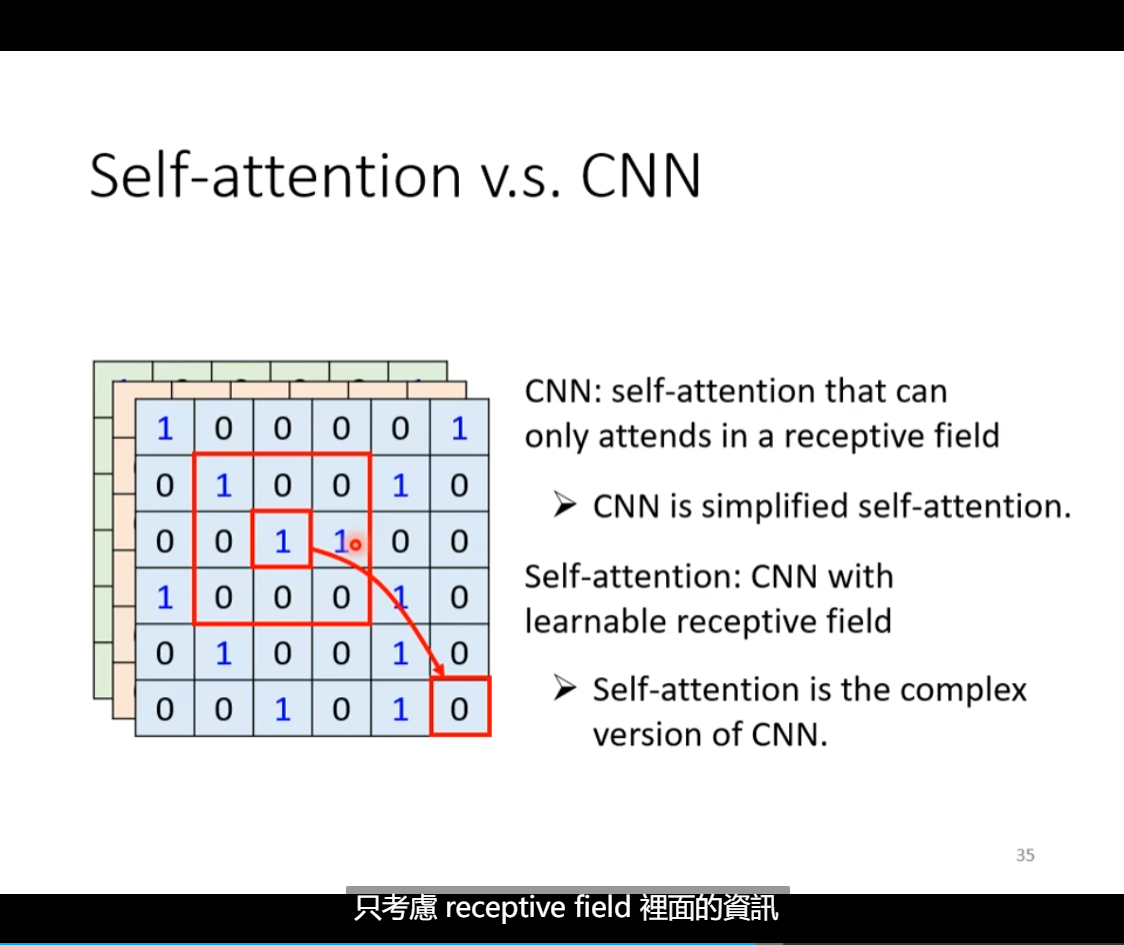 Self-attention v.s. CNN
1 0 0 0 0 1
0 1 0 0 1 0
0 0 1 1 0 0
1 0 0 0 1 0
0 1 0 0 1 0
0 0 1 0 1 0
CNN: self-attention that can
only attends in a receptive field
➢ CNN is simplified self-attention.
Self-attention: CNN with
learnable receptive field
➢ Self-attention is the complex
version of CNN.
35
只考慮 receptive field 裡面的資訊